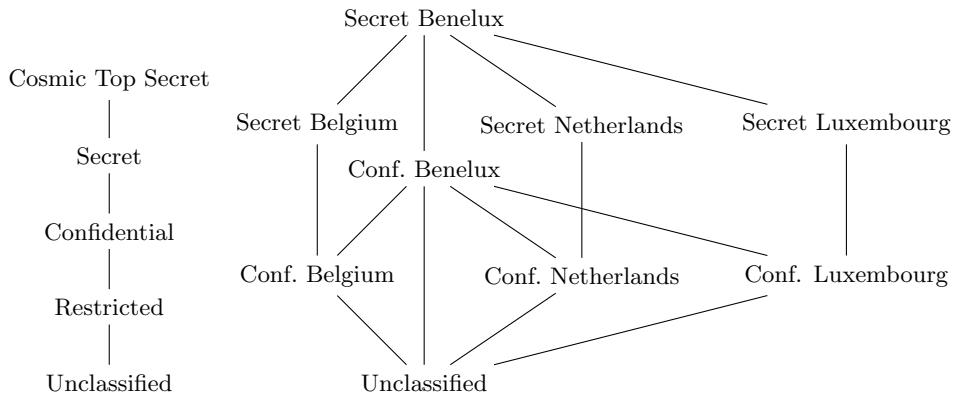 Secret Benelux
Cosmic Top Secret
Secret Belgium
Secret Netherlands
Secret Luxembourg
Secret
Conf. Benelux
Confidential
Conf. Belgium
Conf. Netherlands
Conf. Luxembourg
Restricted
Unclassified
Unclassified